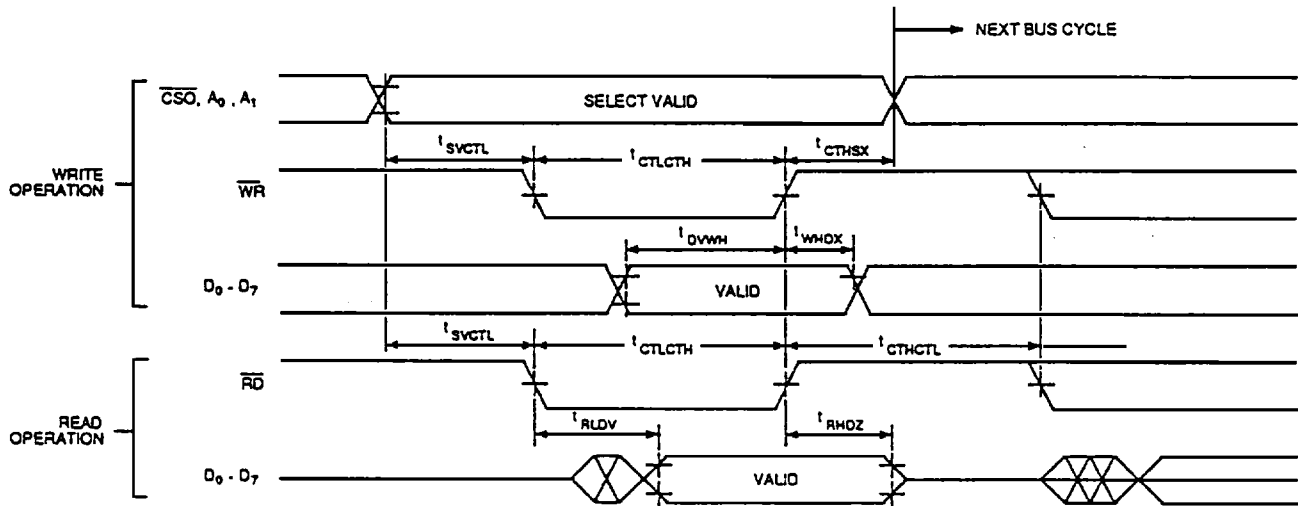 NEXT BUS CYCLE
CSO, A0, A1
SELECT VALID
tSVCTL
tCTLCTH
tCTHSX
WRITE
OPERATION
WR
tDVWH
tWHDX
D0 - D7
VALID
tSVCTL
tCTLCTH
tCTHCTL
RD
READ
OPERATION
tRLDV
tRHDZ
D0 - D7
VALID